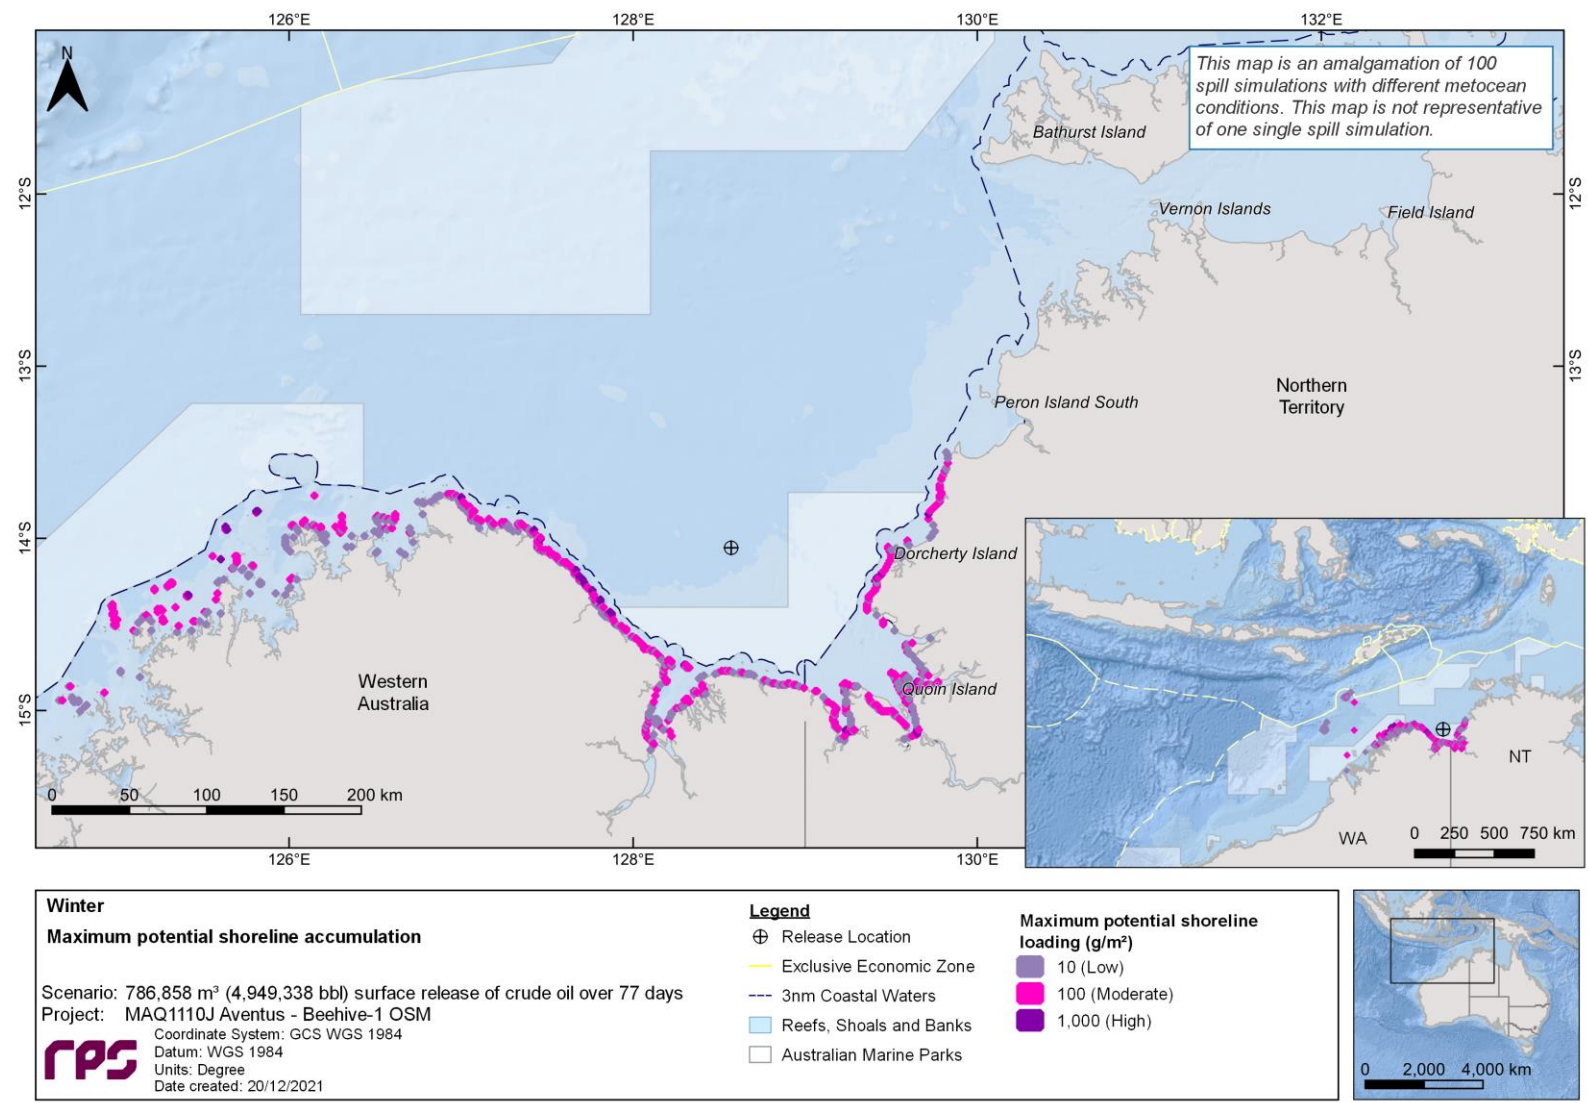 126°E
128°E
130°E
132°E
N
This map is an amalgamation of 100
spill simulations with different metocean
conditions. This map is not representative
of one single spill simulation.
Bathurst Island
12°S
12°S
Vernon Islands
Field Island
13°S
13°S
Northern
Territory
Peron Island South
14°S
Dorcherty Island
Western
Australia
Quoin Island
15°S
0 50 100 150 200 km
NT
WA
0 250 500 750 km
126°E
128°E
130°E
Winter
Maximum potential shoreline accumulation
Scenario: 786,858 m³ (4,949,338 bbl) surface release of crude oil over 77 days
Project: MAQ1110J Aventus - Beehive-1 OSM
rps
Coordinate System: GCS WGS 1984
Datum: WGS 1984
Units: Degree
Date created: 20/12/2021
Legend
Release Location
Exclusive Economic Zone
3nm Coastal Waters
Reefs, Shoals and Banks
Australian Marine Parks
Maximum potential shoreline
loading (g/m²)
10 (Low)
100 (Moderate)
1,000 (High)
0 2,000 4,000 km